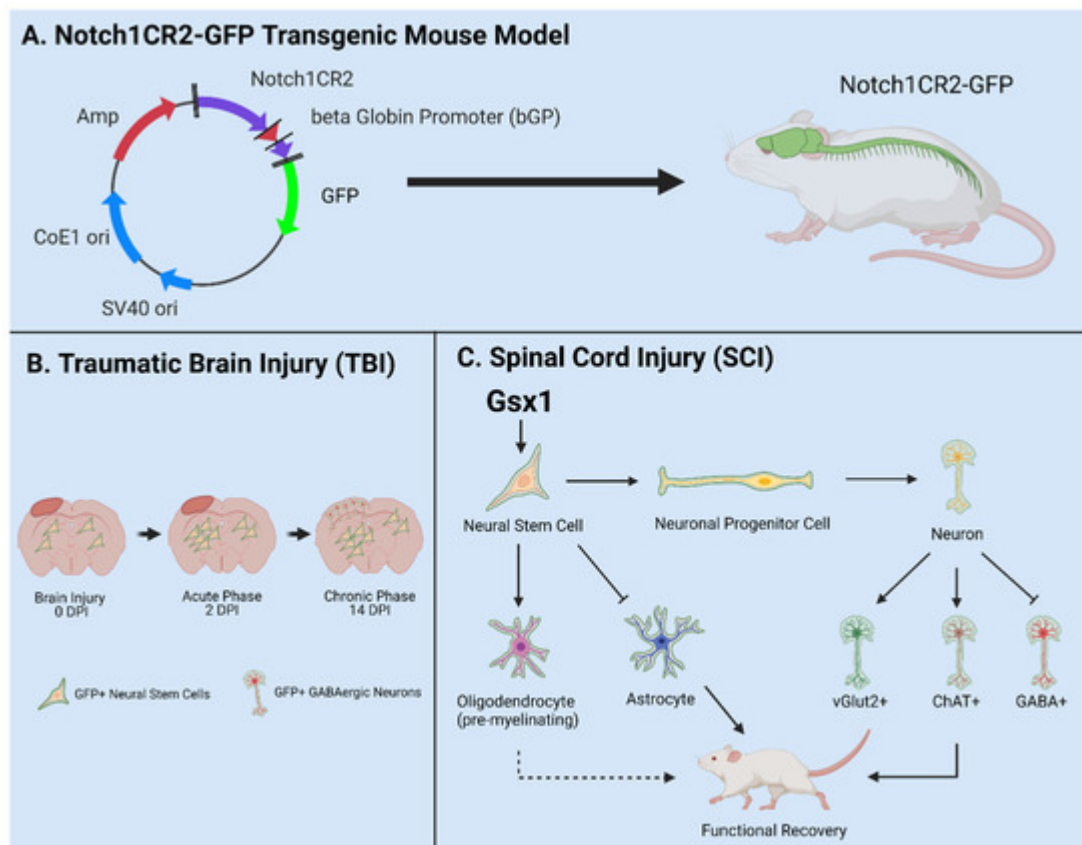 A. Notch1CR2-GFP Transgenic Mouse Model
Notch1CR2
Amp
beta Globin Promoter (bGP)
GFP
CoE1 ori
SV40 ori
Notch1CR2-GFP
B. Traumatic Brain Injury (TBI)
Brain Injury
0 DPI
Acute Phase
2 DPI
Chronic Phase
14 DPI
GFP+ Neural Stem Cells
GFP+ GABAergic Neurons
C. Spinal Cord Injury (SCI)
Gsx1
Neural Stem Cell
Neuronal Progenitor Cell
Neuron
Oligodendrocyte
(pre-myelinating)
Astrocyte
vGlut2+
ChAT+
GABA+
Functional Recovery